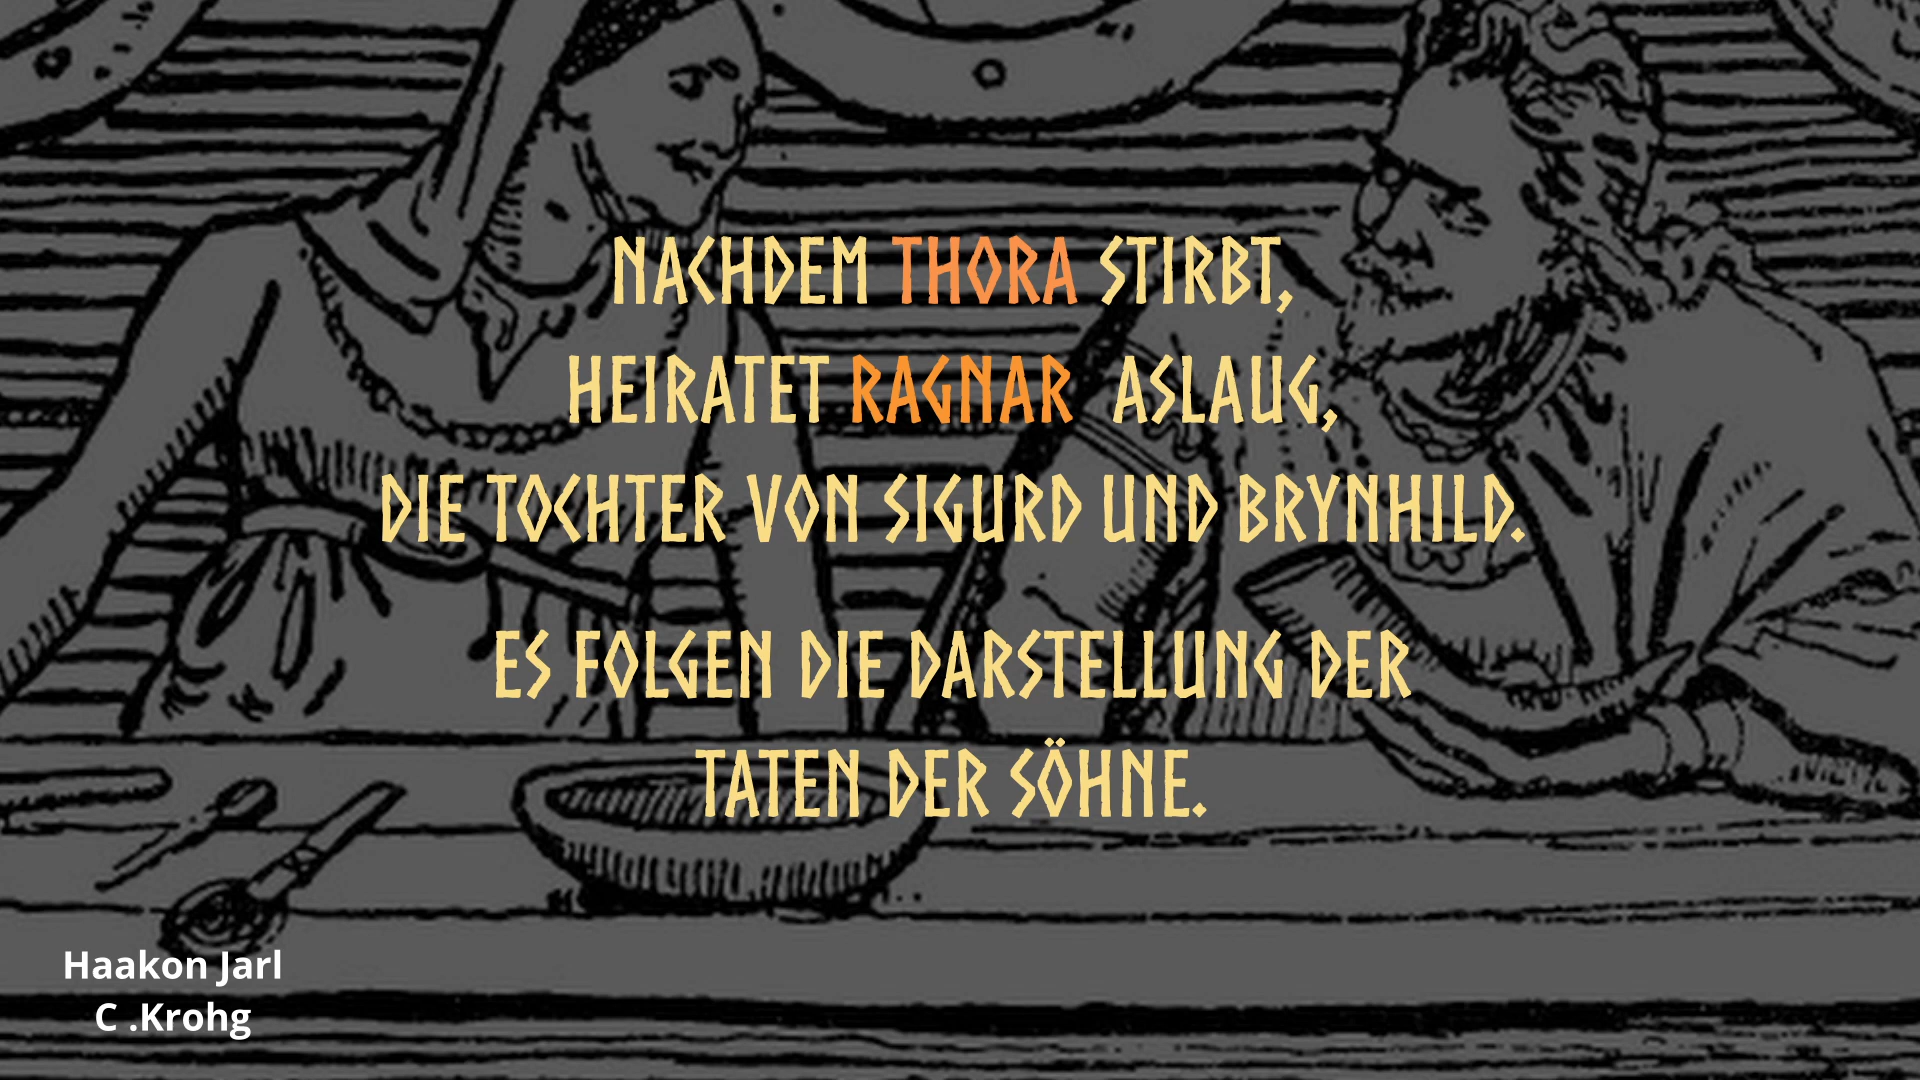 NACHDEM THORA STIRBT,
HEIRATET RAGNAR ASLAUG,
DIE TOCHTER VON SIGURD UND BRYNHILD.
ES FOLGEN DIE DARSTELLUNG DER
TATEN DER SÖHNE.
Haakon Jarl
C .Krohg